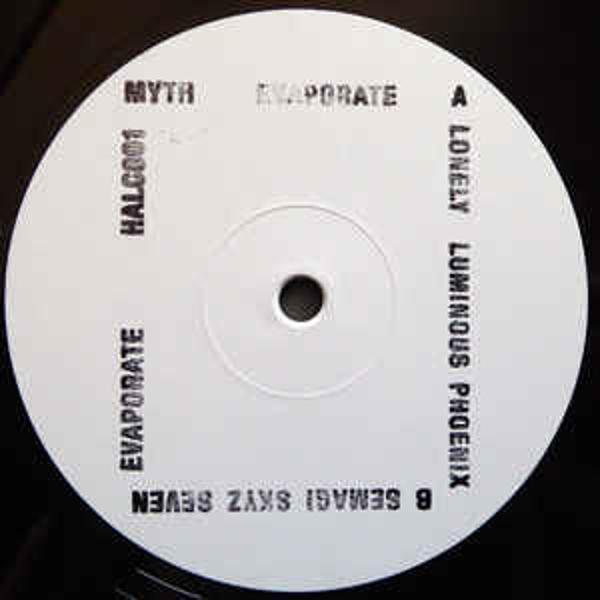 MYTH EVAPORATE A
LONELY LUMINOUS PHOENIX
B SEMAGI SKYZ SEVEN
EVAPORATE HALC001